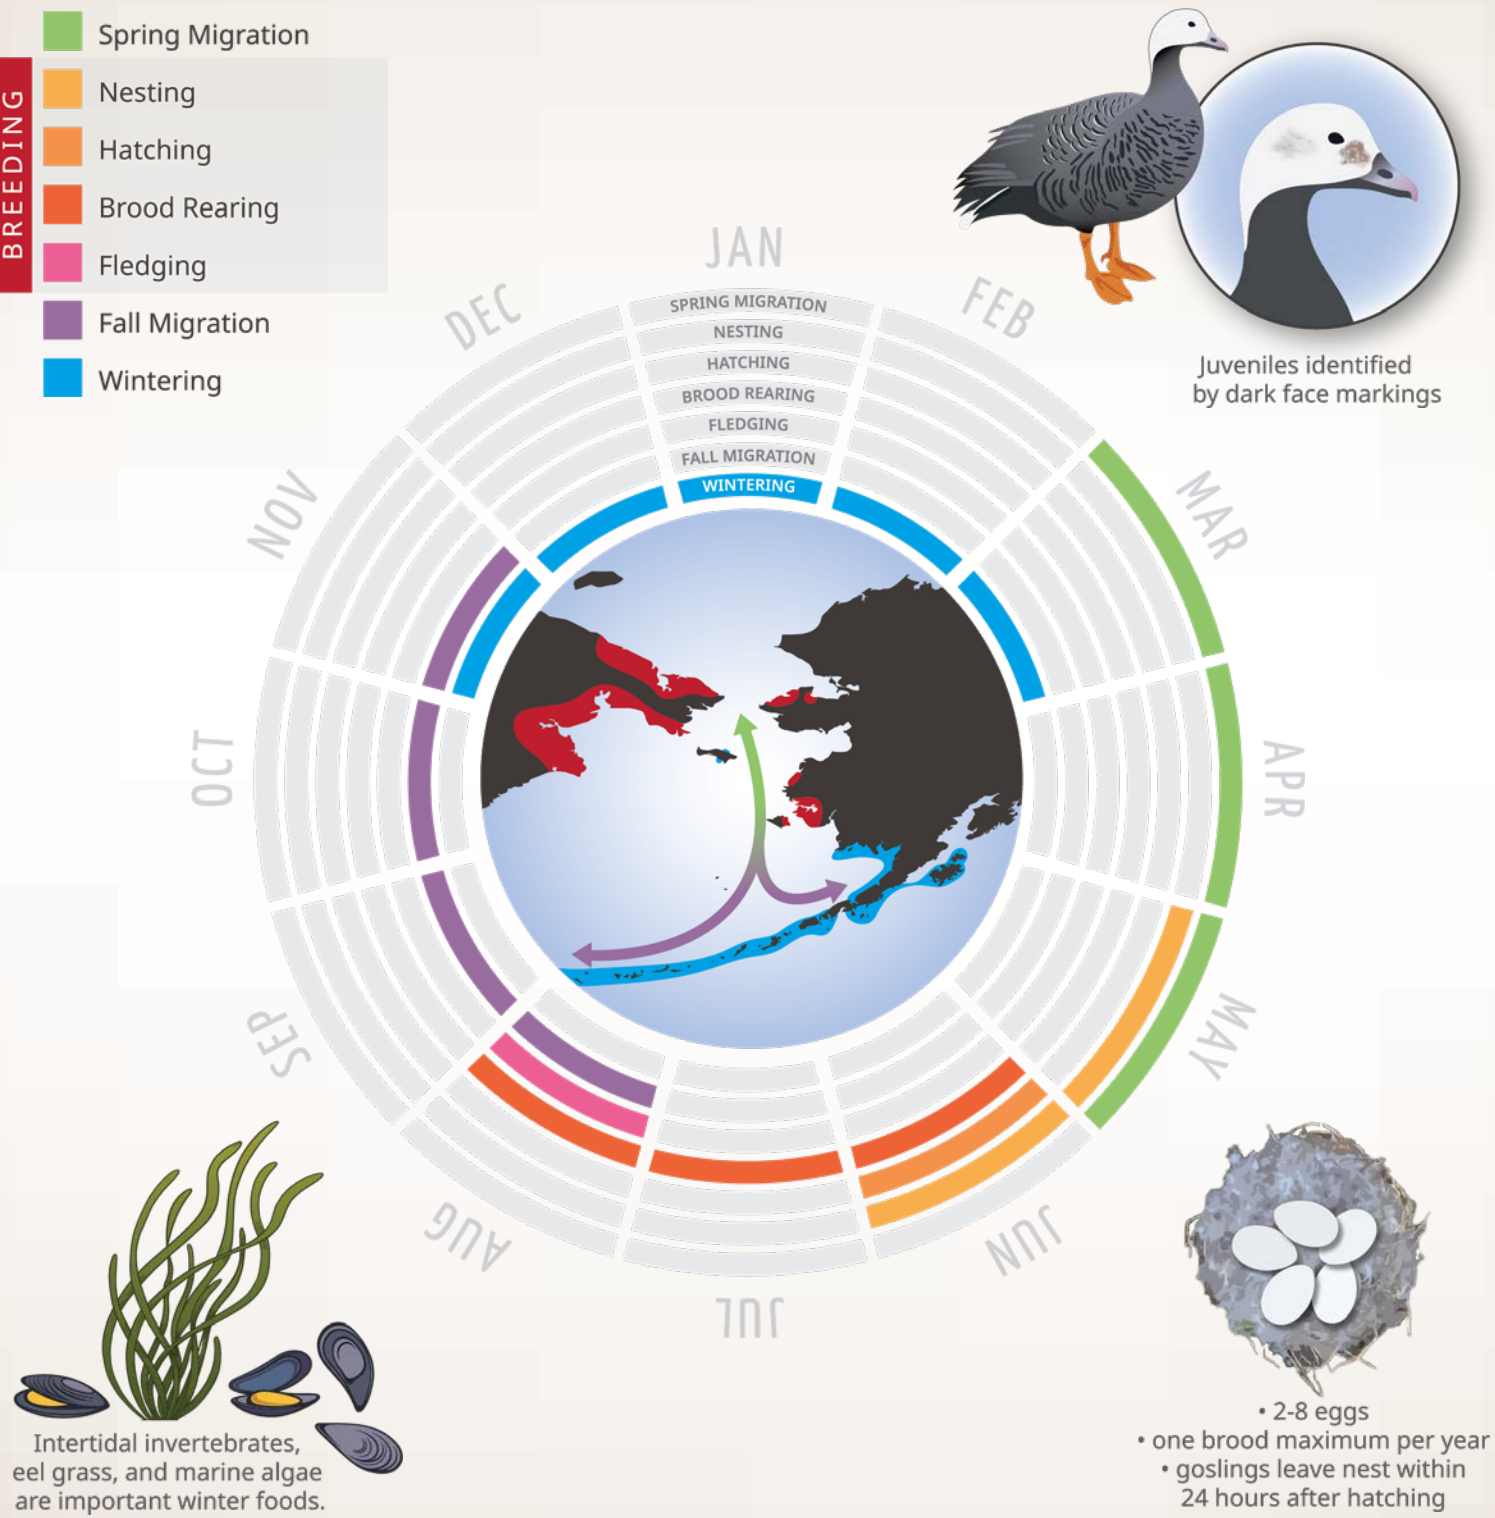 Spring Migration
BREEDING
Nesting
Hatching
Brood Rearing
Fledging
Fall Migration
Wintering
Juveniles identified
by dark face markings
JAN
FEB
MAR
APR
MAY
JUN
JUL
AUG
SEP
OCT
NOV
DEC
SPRING MIGRATION
NESTING
HATCHING
BROOD REARING
FLEDGING
FALL MIGRATION
WINTERING
Intertidal invertebrates,
eel grass, and marine algae
are important winter foods.
• 2-8 eggs
• one brood maximum per year
• goslings leave nest within
24 hours after hatching